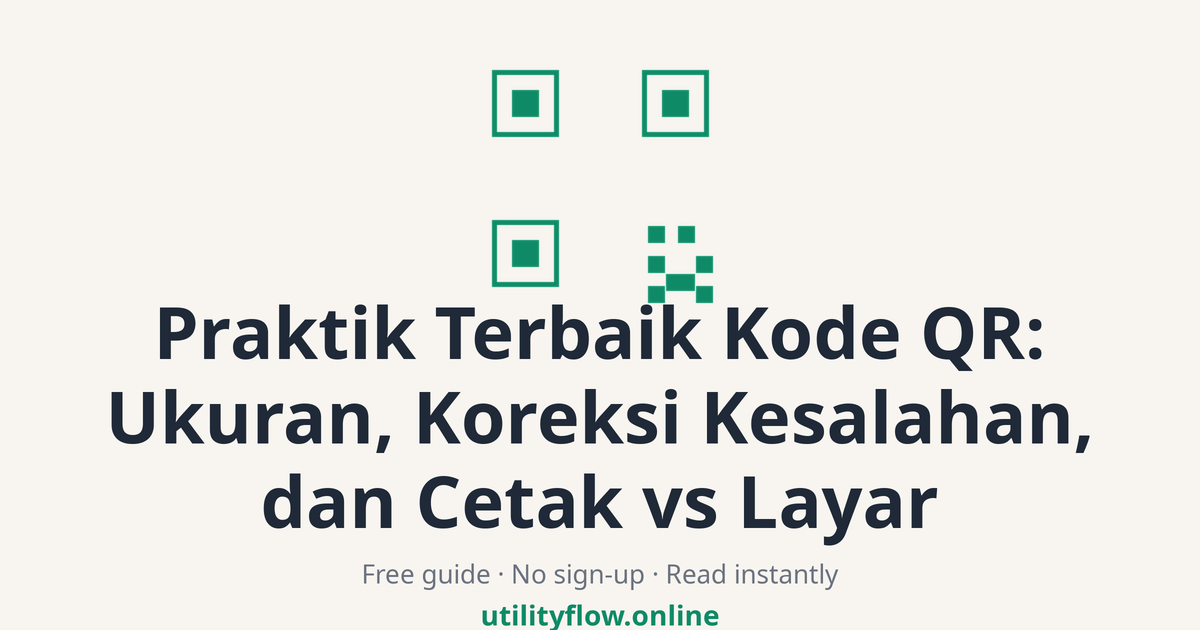 Praktik Terbaik Kode QR:
Ukuran, Koreksi Kesalahan,
dan Cetak vs Layar
Free guide · No sign-up · Read instantly
utilityflow.online